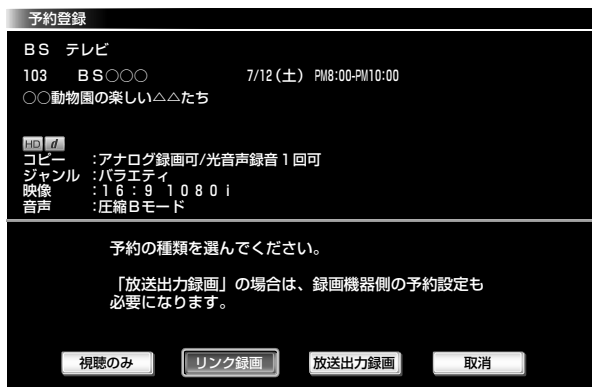 予約登録
BS テレビ
103 BS○○○ 7/12(土) PM8:00-PM10:00
○○動物園の楽しい△△たち
HD d
コピー :アナログ録画可/光音声録音1回可
ジャンル :バラエティ
映像 :16:9 1080i
音声 :圧縮Bモード
予約の種類を選んでください。
「放送出力録画」の場合は、録画機器側の予約設定も
必要になります。
視聴のみ リンク録画 放送出力録画 取消